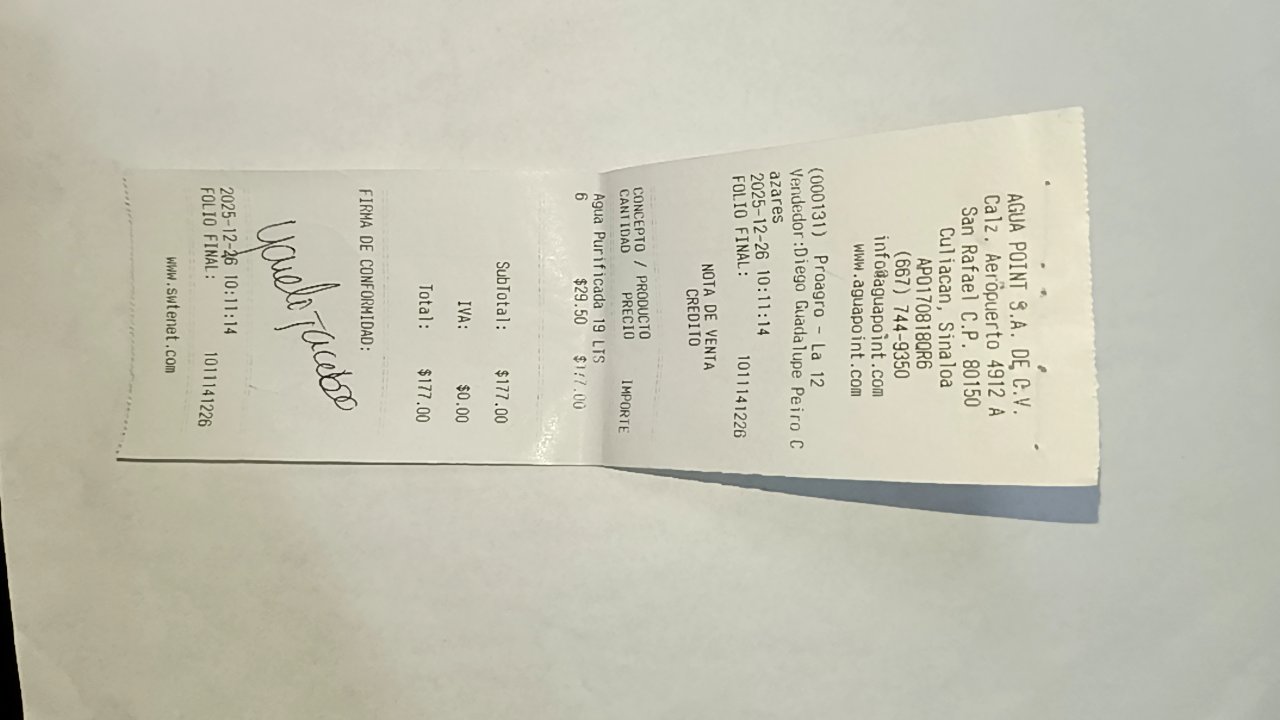 AGUA POINT S.A. DE C.V.
Calz. Aeropuerto 4912 A
San Rafael C.P. 80150
Culiacan, Sinaloa
APO170818QR6
(667) 744-9350
info@aguapoint.com
www.aguapoint.com
(000131) Proagro - La 12
Vendedor:Diego Guadalupe Peiro C
azares
2025-12-26 10:11:14
FOLIO FINAL: 1011141226
NOTA DE VENTA
CREDITO
CONCEPTO / PRODUCTO
CANTIDAD PRECIO IMPORTE
Agua Purificada 19 LTS
6 $29.50 $177.00
SubTotal: $177.00
IVA: $0.00
Total: $177.00
FIRMA DE CONFORMIDAD:
2025-12-26 10:11:14
FOLIO FINAL: 1011141226
www.swtenet.com